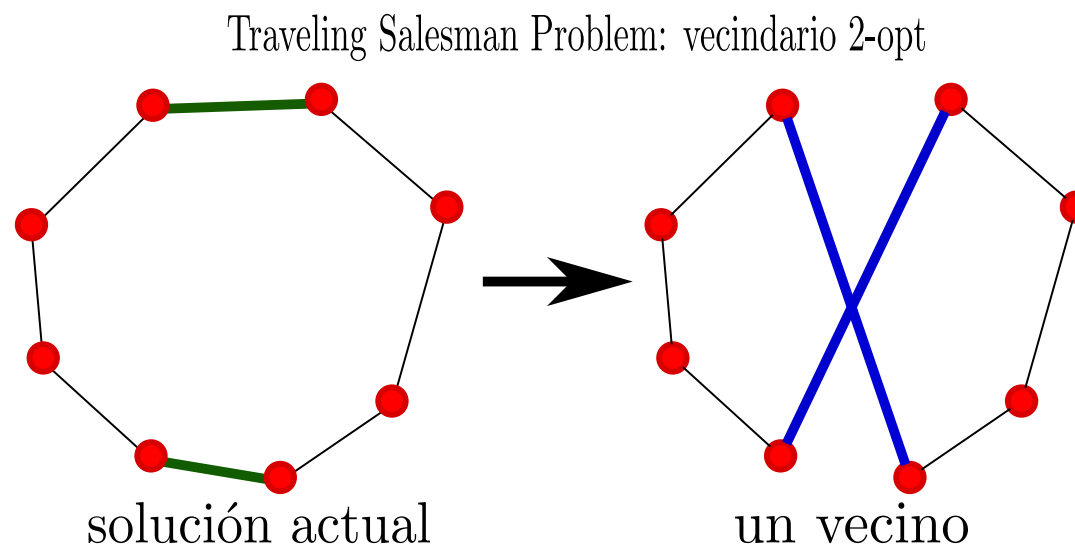 Traveling Salesman Problem: vecindario 2-opt
solución actual
un vecino